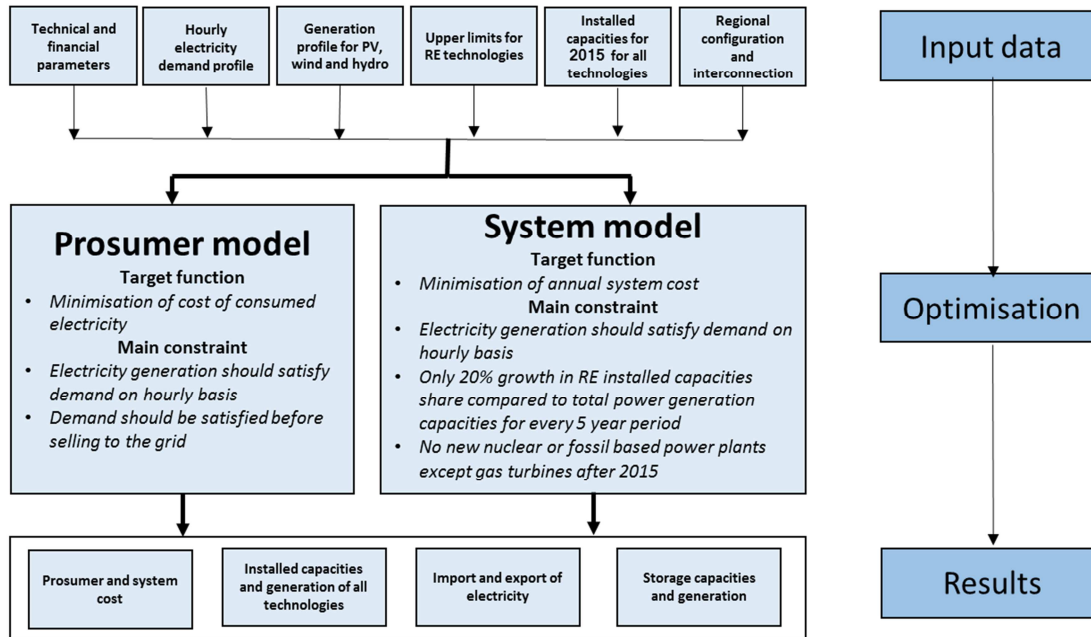 Technical and
financial
parameters
Hourly
electricity
demand profile
Generation
profile for PV,
wind and hydro
Upper limits for
RE technologies
Installed
capacities for
2015 for all
technologies
Regional
configuration
and
interconnection
Input data
Prosumer model
Target function
• Minimisation of cost of consumed
electricity
Main constraint
• Electricity generation should satisfy
demand on hourly basis
• Demand should be satisfied before
selling to the grid
System model
Target function
• Minimisation of annual system cost
Main constraint
• Electricity generation should satisfy demand on
hourly basis
• Only 20% growth in RE installed capacities
share compared to total power generation
capacities for every 5 year period
• No new nuclear or fossil based power plants
except gas turbines after 2015
Optimisation
Prosumer and system
cost
Installed capacities
and generation of all
technologies
Import and export of
electricity
Storage capacities
and generation
Results